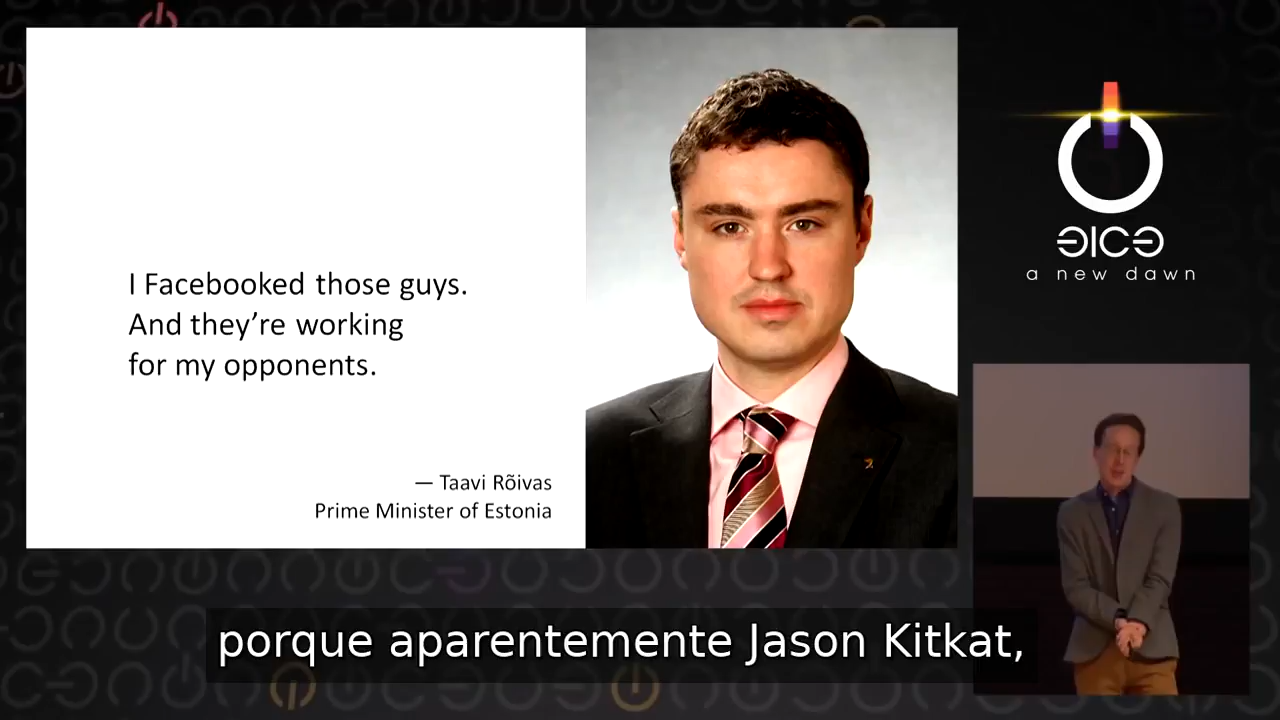 I Facebooked those guys.
And they're working
for my opponents.
— Taavi Rõivas
Prime Minister of Estonia
a new dawn
porque aparentemente Jason Kitkat,